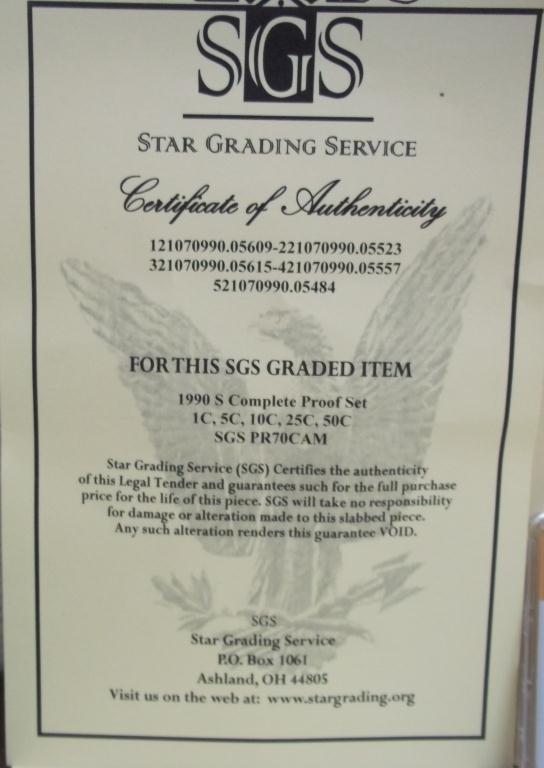 SGS
STAR GRADING SERVICE
Certificate of Authenticity
121070990.05609-221070990.05523
321070990.05615-421070990.05557
521070990.05484
FOR THIS SGS GRADED ITEM
1990 S Complete Proof Set
1C, 5C, 10C, 25C, 50C
SGS PR70CAM
Star Grading Service (SGS) Certifies the authenticity
of this Legal Tender and guarantees such for the full purchase
price for the life of this piece. SGS will take no responsibility
for damage or alteration made to this slabbed piece.
Any such alteration renders this guarantee VOID.
SGS
Star Grading Service
P.O. Box 1061
Ashland, OH 44805
Visit us on the web at: www.stargrading.org